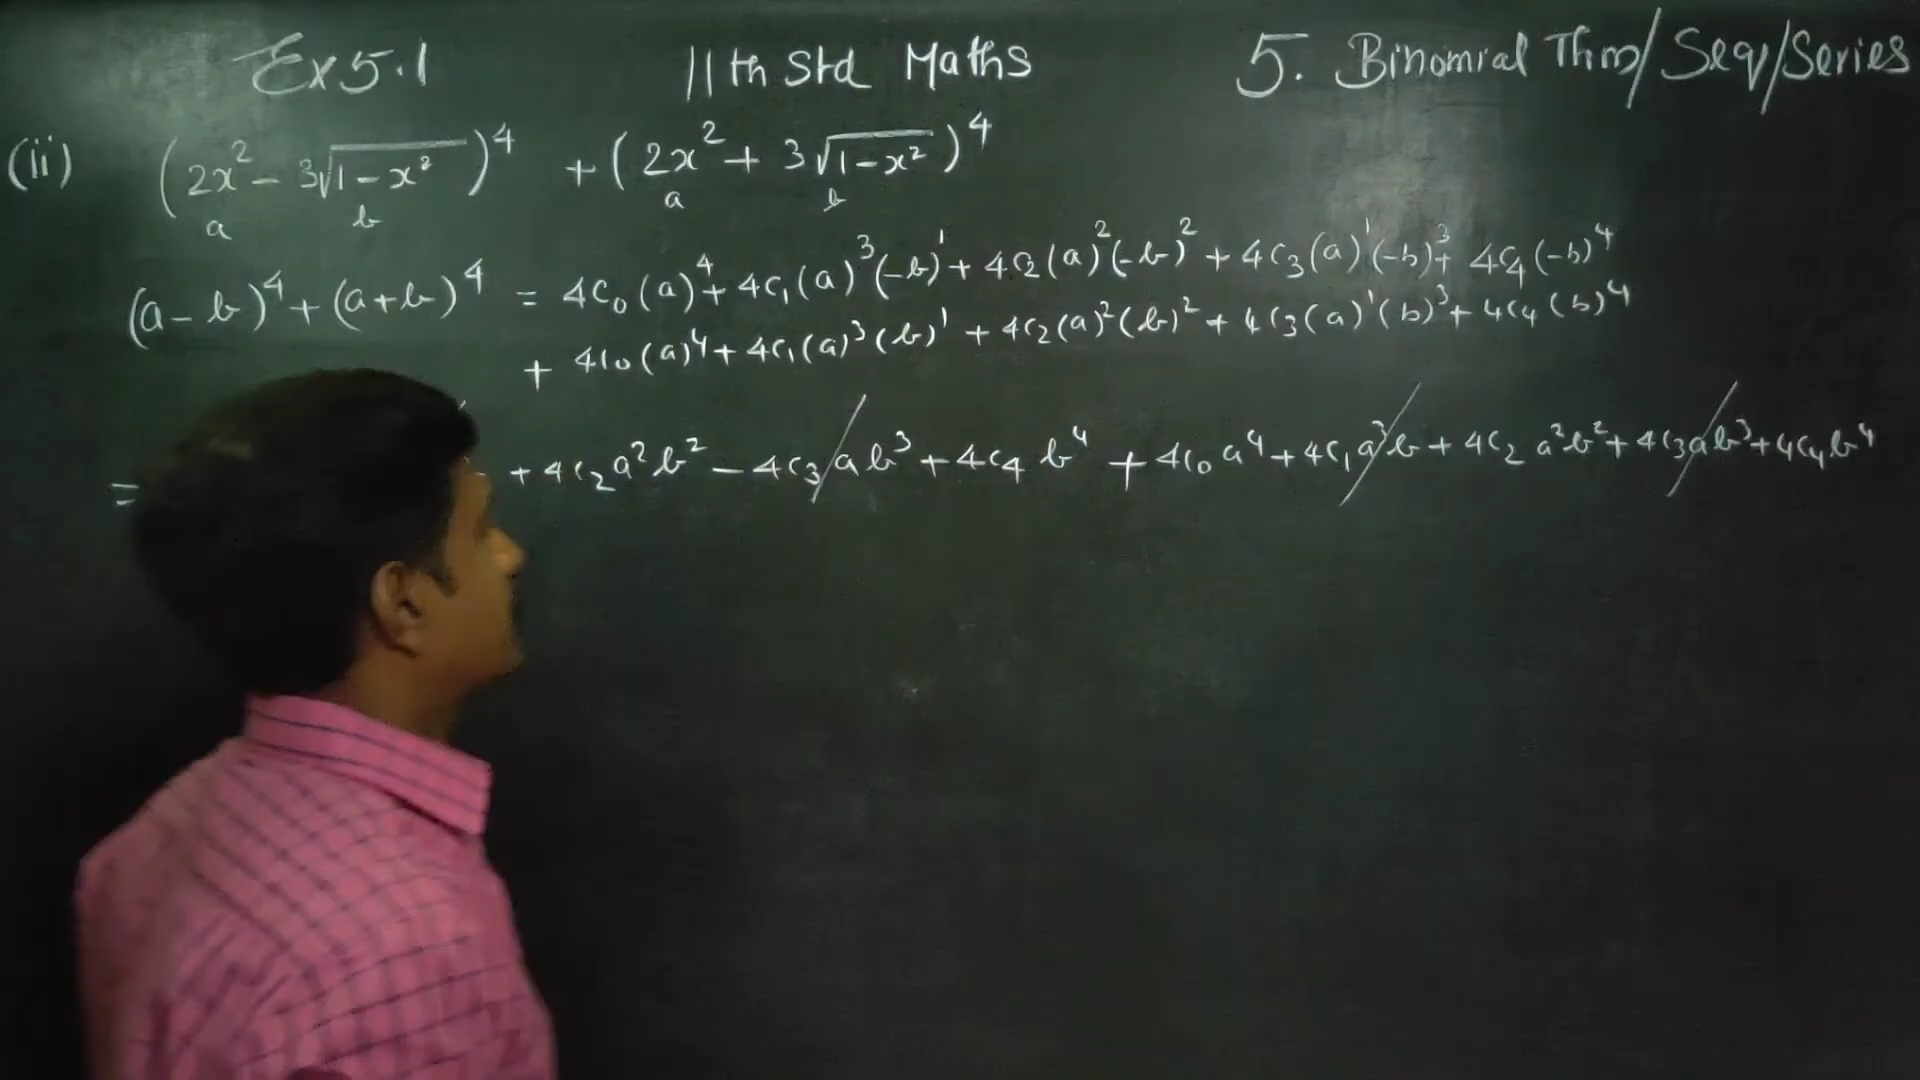 Ex 5.1 11th Std Maths 5. Binomial Thm/Seq/Series
(ii) (2x² - 3√1-x²)⁴ + (2x² + 3√1-x²)⁴
a b a b
(a-b)⁴ + (a+b)⁴ = 4C₀(a)⁴ + 4C₁(a)³(-b)¹ + 4C₂(a)²(-b)² + 4C₃(a)¹(-b)³ + 4C₄(-b)⁴
+ 4C₀(a)⁴ + 4C₁(a)³(b)¹ + 4C₂(a)²(b)² + 4C₃(a)¹(b)³ + 4C₄(b)⁴
= + 4C₂a²b² - 4C₃ab³ + 4C₄b⁴ + 4C₀a⁴ + 4C₁a³b + 4C₂a²b² + 4C₃ab³ + 4C₄b⁴